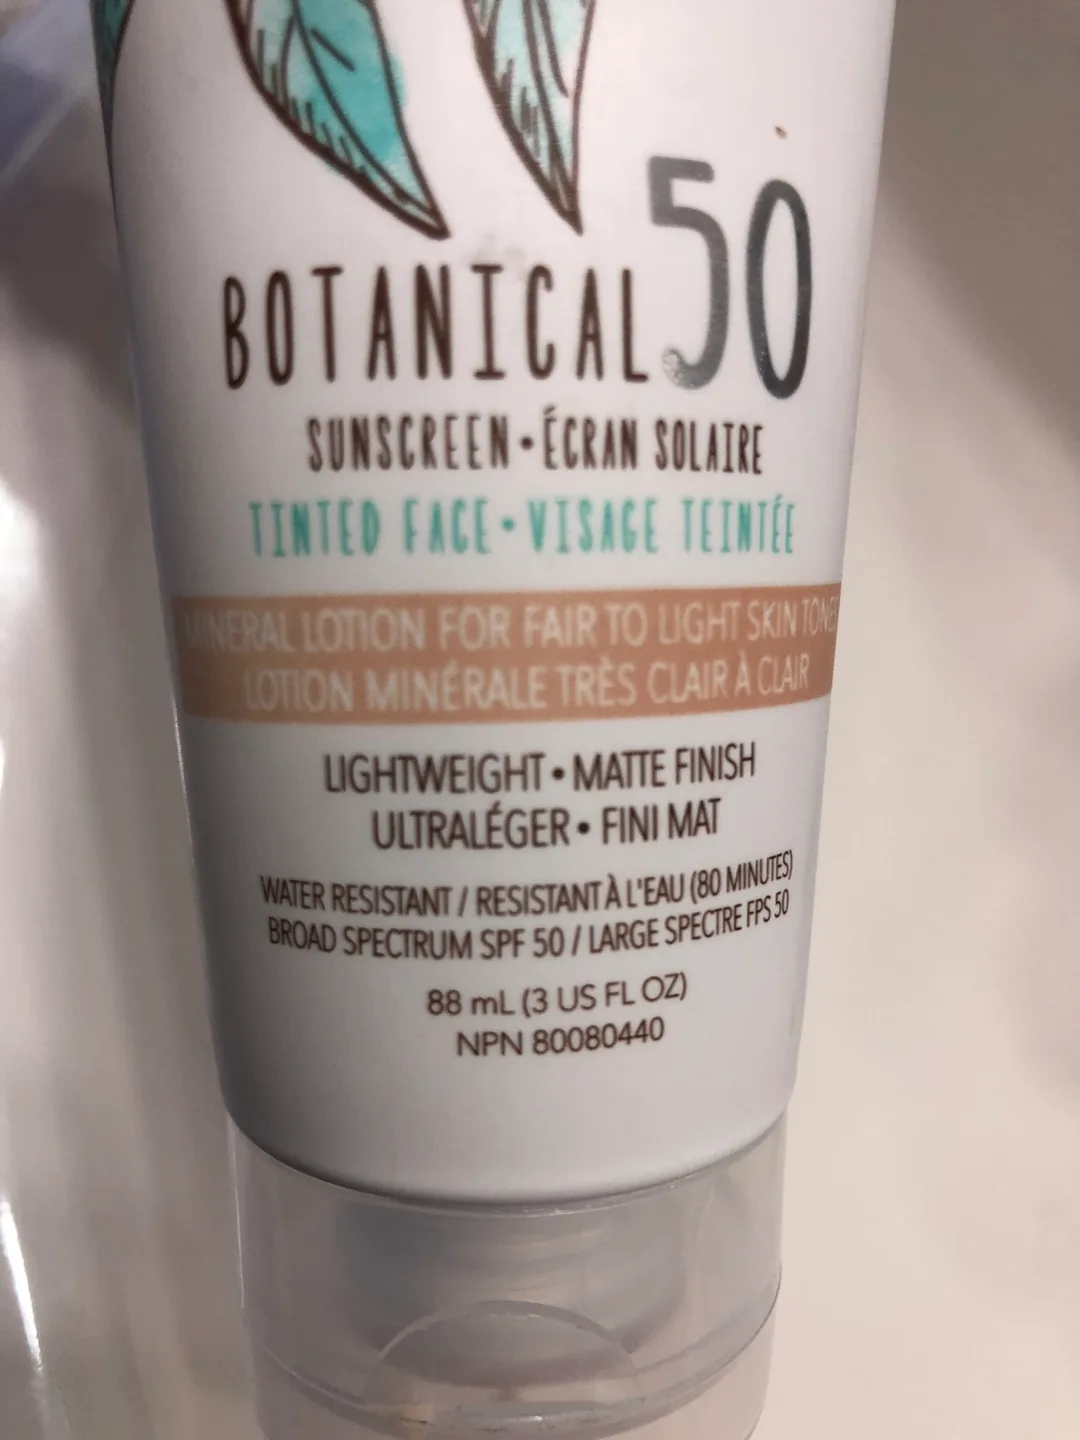 BOTANICAL 50
SUNSCREEN • ÉCRAN SOLAIRE
TINTED FACE • VISAGE TEINTÉE
MINERAL LOTION FOR FAIR TO LIGHT SKIN TONES
LOTION MINÉRALE TRÈS CLAIR À CLAIR
LIGHTWEIGHT • MATTE FINISH
ULTRALÉGER • FINI MAT
WATER RESISTANT / RESISTANT À L'EAU (80 MINUTES)
BROAD SPECTRUM SPF 50 / LARGE SPECTRE FPS 50
88 mL (3 US FL OZ)
NPN 80080440